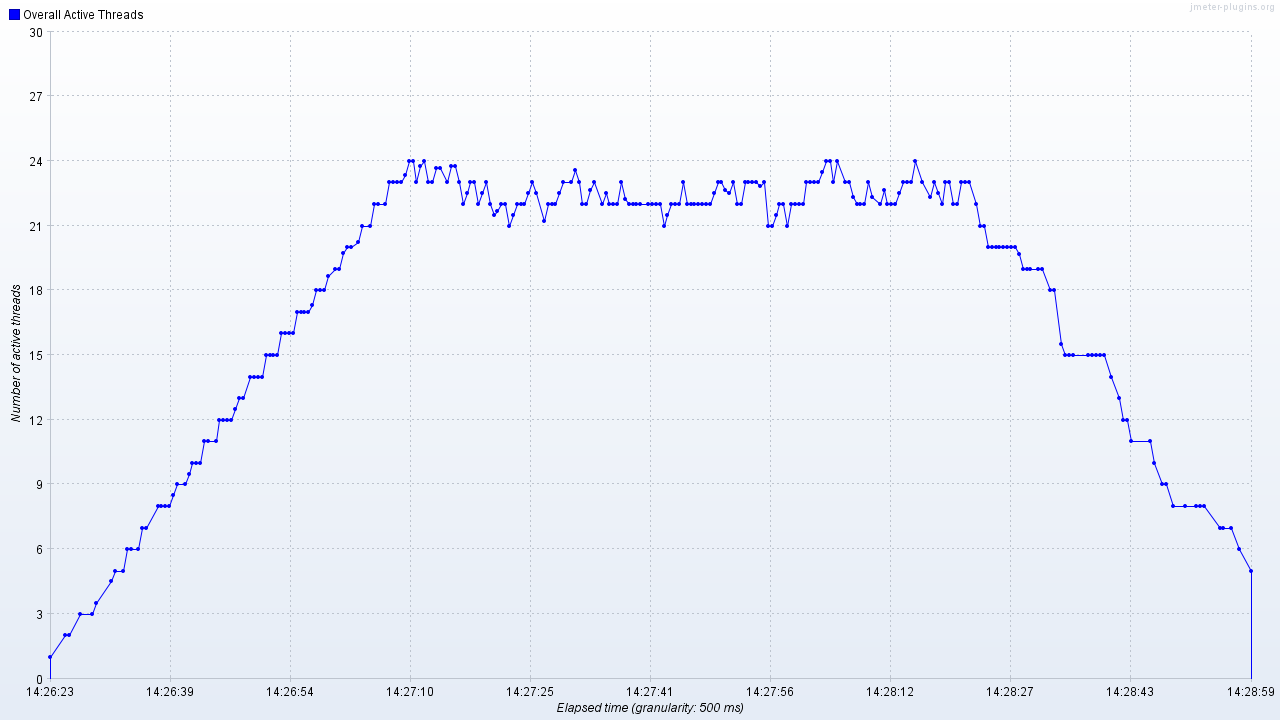 Overall Active Threads
jmeter-plugins.org
30
27
24
21
18
15
12
9
6
3
0
Number of active threads
14:26:23 14:26:39 14:26:54 14:27:10 14:27:25 14:27:41 14:27:56 14:28:12 14:28:27 14:28:43 14:28:59
Elapsed time (granularity: 500 ms)